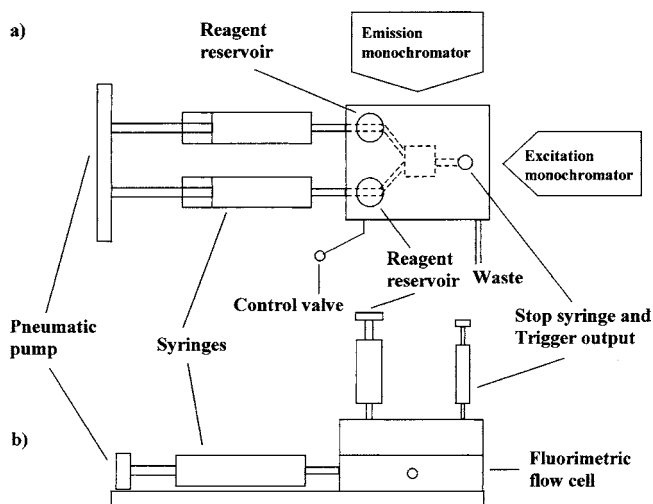 a)
Reagent
reservoir
Emission
monochromator
Excitation
monochromator
Reagent
reservoir
Waste
Control valve
Pneumatic
pump
Syringes
Stop syringe and
Trigger output
b)
Fluorimetric
flow cell